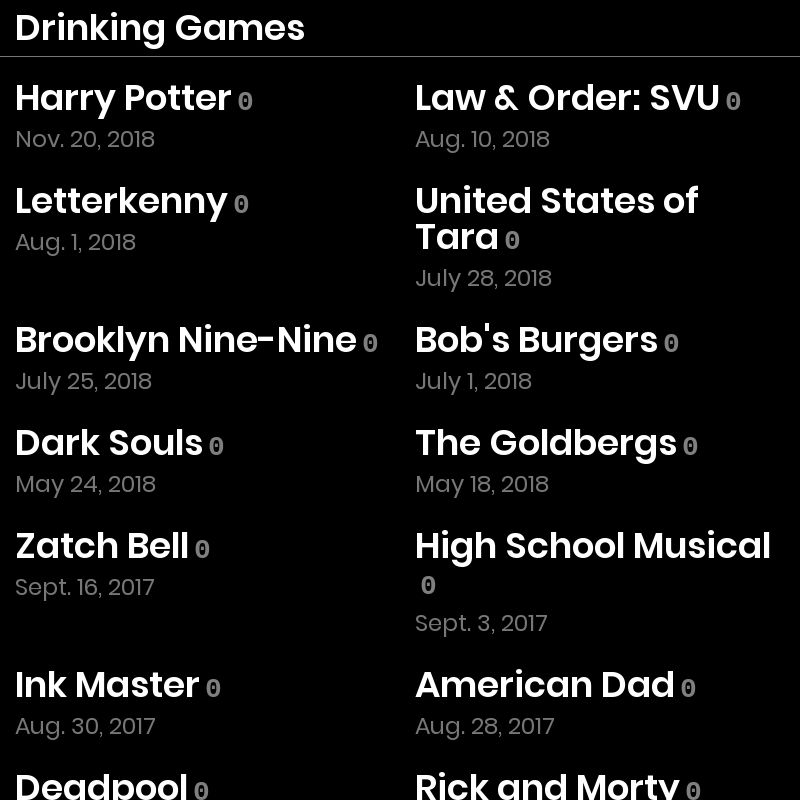 Drinking Games
Harry Potter 0
Nov. 20, 2018
Law & Order: SVU 0
Aug. 10, 2018
Letterkenny 0
Aug. 1, 2018
United States of
Tara 0
July 28, 2018
Brooklyn Nine-Nine 0
July 25, 2018
Bob's Burgers 0
July 1, 2018
Dark Souls 0
May 24, 2018
The Goldbergs 0
May 18, 2018
Zatch Bell 0
Sept. 16, 2017
High School Musical
0
Sept. 3, 2017
Ink Master 0
Aug. 30, 2017
American Dad 0
Aug. 28, 2017
Deadpool 0
Rick and Morty 0